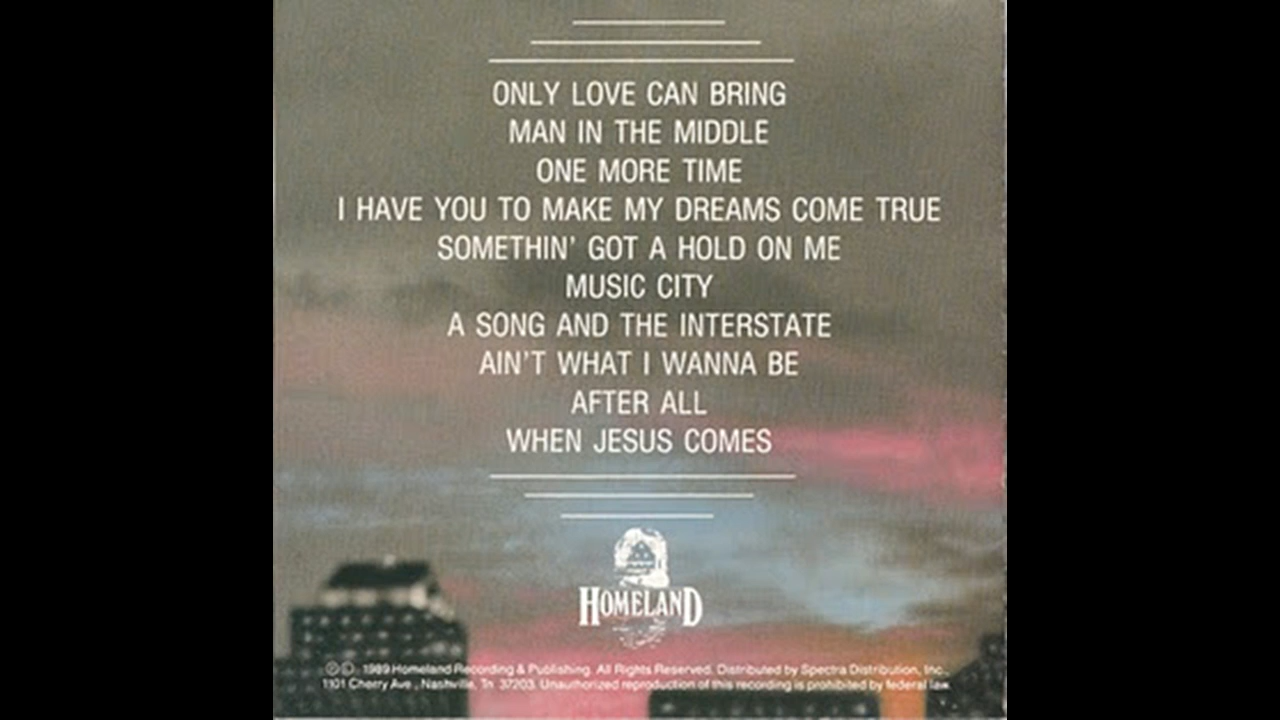 ONLY LOVE CAN BRING
MAN IN THE MIDDLE
ONE MORE TIME
I HAVE YOU TO MAKE MY DREAMS COME TRUE
SOMETHIN' GOT A HOLD ON ME
MUSIC CITY
A SONG AND THE INTERSTATE
AIN'T WHAT I WANNA BE
AFTER ALL
WHEN JESUS COMES
HOMELAND
℗© 1989 Homeland Recording & Publishing. All Rights Reserved. Distributed by Spectra Distribution, Inc.,
1101 Cherry Ave., Nashville, Tn 37203. Unauthorized reproduction of this recording is prohibited by federal law.